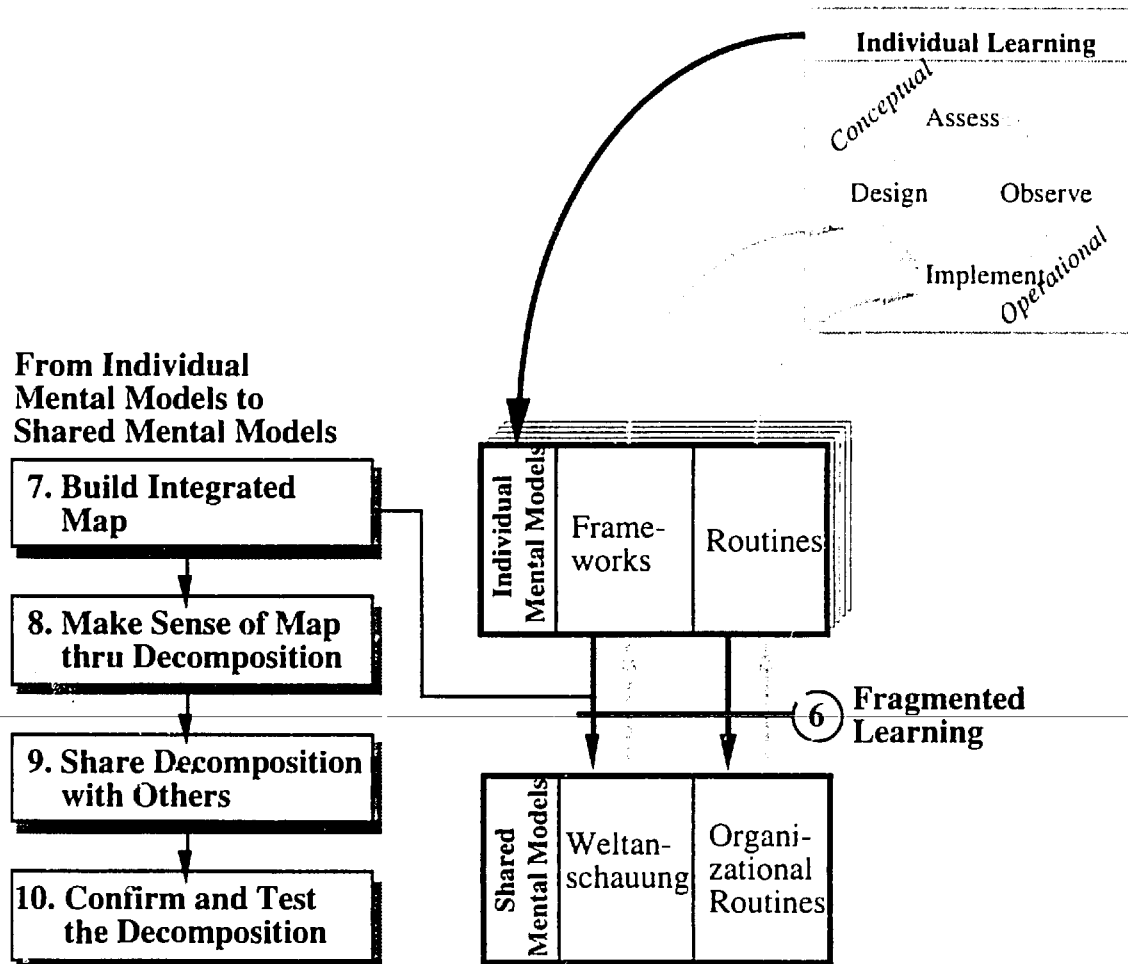 Individual Learning
Conceptual
Assess
Design
Observe
Implement
Operational
From Individual
Mental Models to
Shared Mental Models
7. Build Integrated
Map
8. Make Sense of Map
thru Decomposition
9. Share Decomposition
with Others
10. Confirm and Test
the Decomposition
Individual
Mental Models
Frame-
works
Routines
6
Fragmented
Learning
Shared
Mental Models
Weltan-
schauung
Organi-
zational
Routines